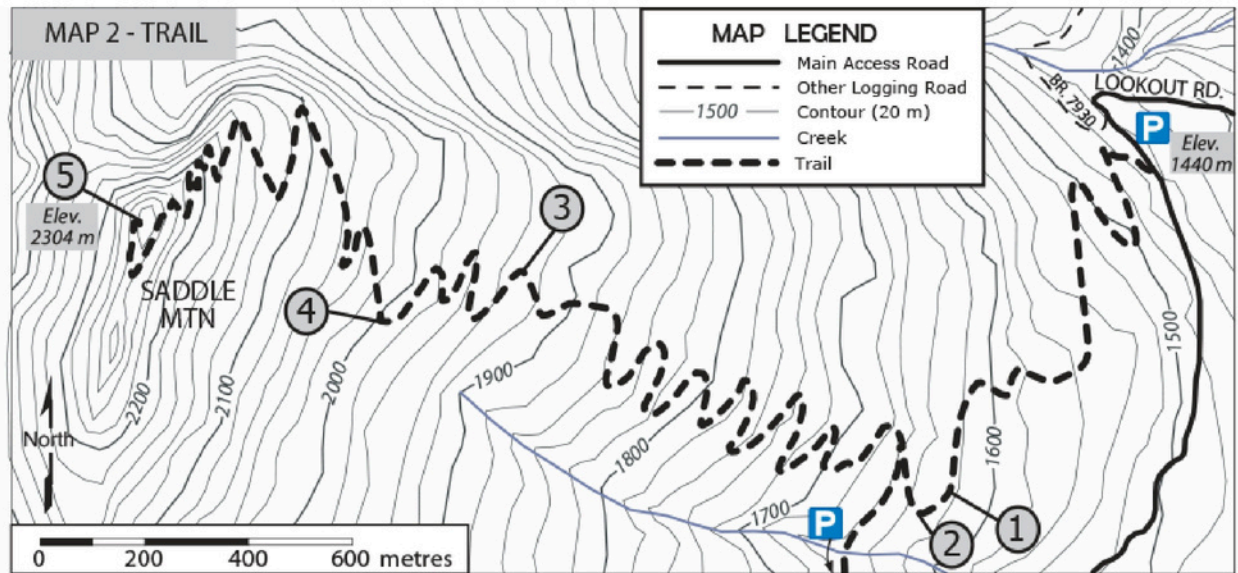 MAP 2 - TRAIL
MAP LEGEND
Main Access Road
Other Logging Road
1500 Contour (20 m)
Creek
Trail
1400
LOOKOUT RD.
BR. 7930
P
Elev.
1440 m
5
Elev.
2304 m
3
SADDLE
MTN
4
1500
2000
1900
2100
2200
North
1800
1600
1700
P
1
2
0 200 400 600 metres